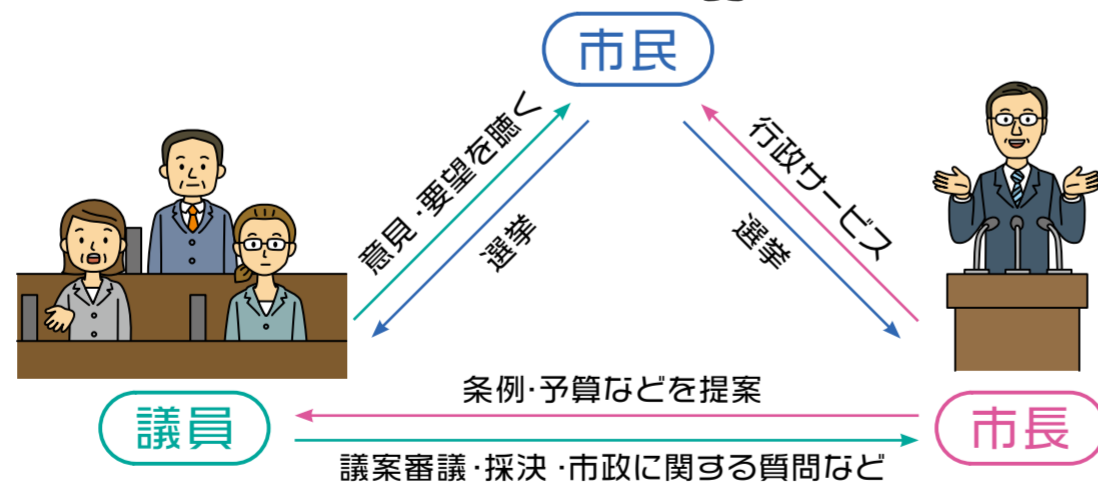 市民
意見・要望を聴く
選挙
選挙
行政サービス
条例・予算などを提案
議員
市長
議案審議・採決・市政に関する質問など